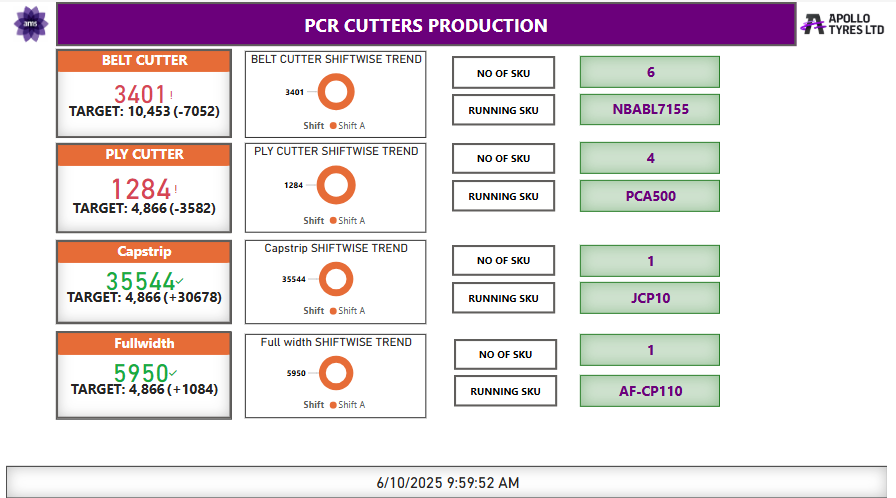 ams
PCR CUTTERS PRODUCTION
APOLLO
TYRES LTD
BELT CUTTER
3401!
TARGET: 10,453 (-7052)
BELT CUTTER SHIFTWISE TREND
3401
Shift Shift A
NO OF SKU
6
RUNNING SKU
NBABL7155
PLY CUTTER
1284!
TARGET: 4,866 (-3582)
PLY CUTTER SHIFTWISE TREND
1284
Shift Shift A
NO OF SKU
4
RUNNING SKU
PCA500
Capstrip
35544
TARGET: 4,866 (+30678)
Capstrip SHIFTWISE TREND
35544
Shift Shift A
NO OF SKU
1
RUNNING SKU
JCP10
Fullwidth
5950
TARGET: 4,866 (+1084)
Full width SHIFTWISE TREND
5950
Shift Shift A
NO OF SKU
1
RUNNING SKU
AF-CP110
6/10/2025 9:59:52 AM